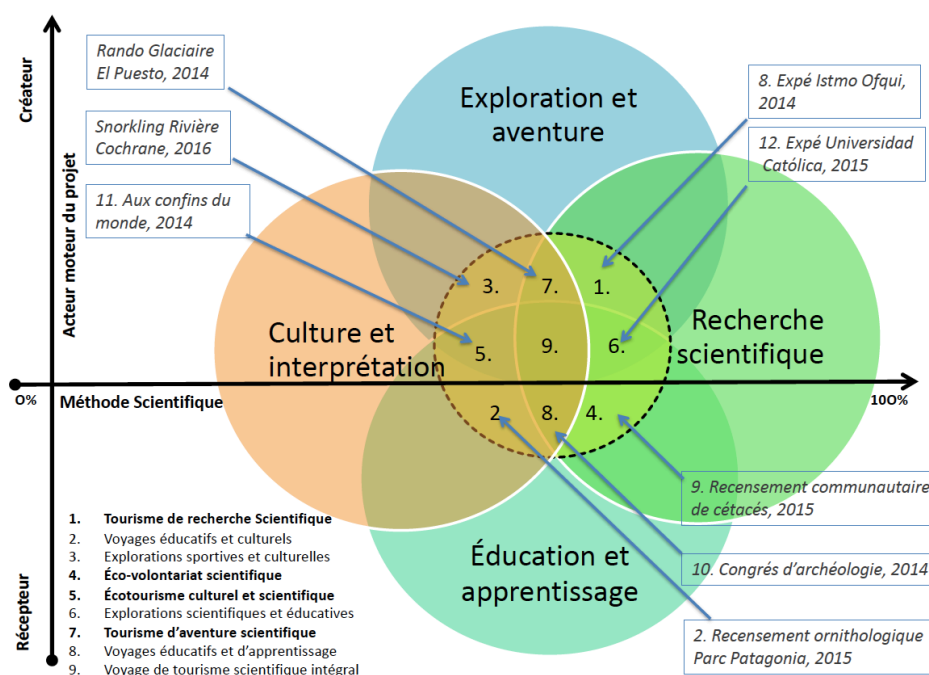 Créateur
Acteur moteur du projet
Récepteur
Rando Glaciaire
El Puesto, 2014
Snorkling Rivière
Cochrane, 2016
11. Aux confins du
monde, 2014
Exploration et
aventure
8. Expé Istmo Ofqui,
2014
12. Expé Universidad
Católica, 2015
Culture et
interprétation
Recherche
scientifique
3.
7.
1.
5.
9.
6.
2
8.
4.
0%
Méthode Scientifique
100%
Éducation et
apprentissage
9. Recensement communautaire
de cétacés, 2015
10. Congrés d'archéologie, 2014
2. Recensement ornithologique
Parc Patagonia, 2015
1. Tourisme de recherche Scientifique
2. Voyages éducatifs et culturels
3. Explorations sportives et culturelles
4. Éco-volontariat scientifique
5. Écotourisme culturel et scientifique
6. Explorations scientifiques et éducatives
7. Tourisme d'aventure scientifique
8. Voyages éducatifs et d'apprentissage
9. Voyage de tourisme scientifique intégral